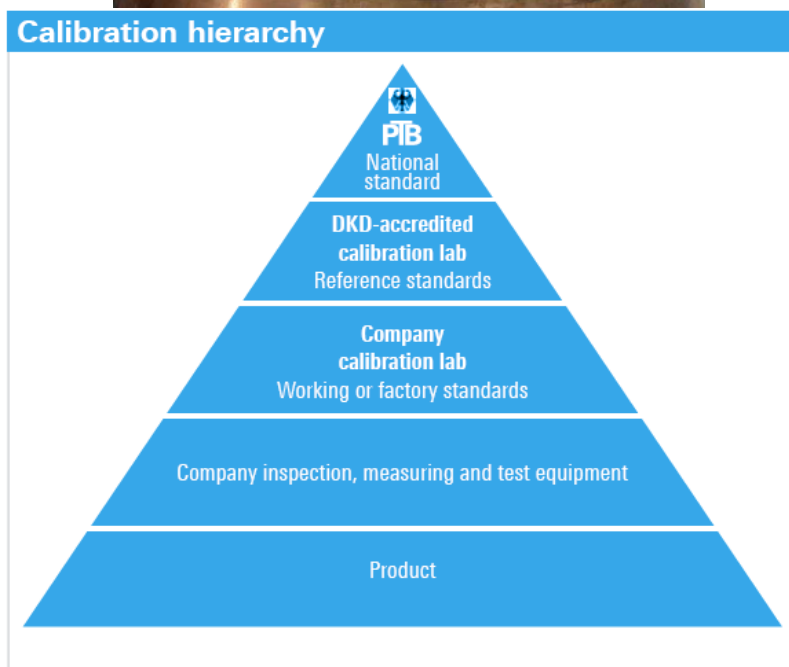 Calibration hierarchy
PTB
National
standard
DKD-accredited
calibration lab
Reference standards
Company
calibration lab
Working or factory standards
Company inspection, measuring and test equipment
Product